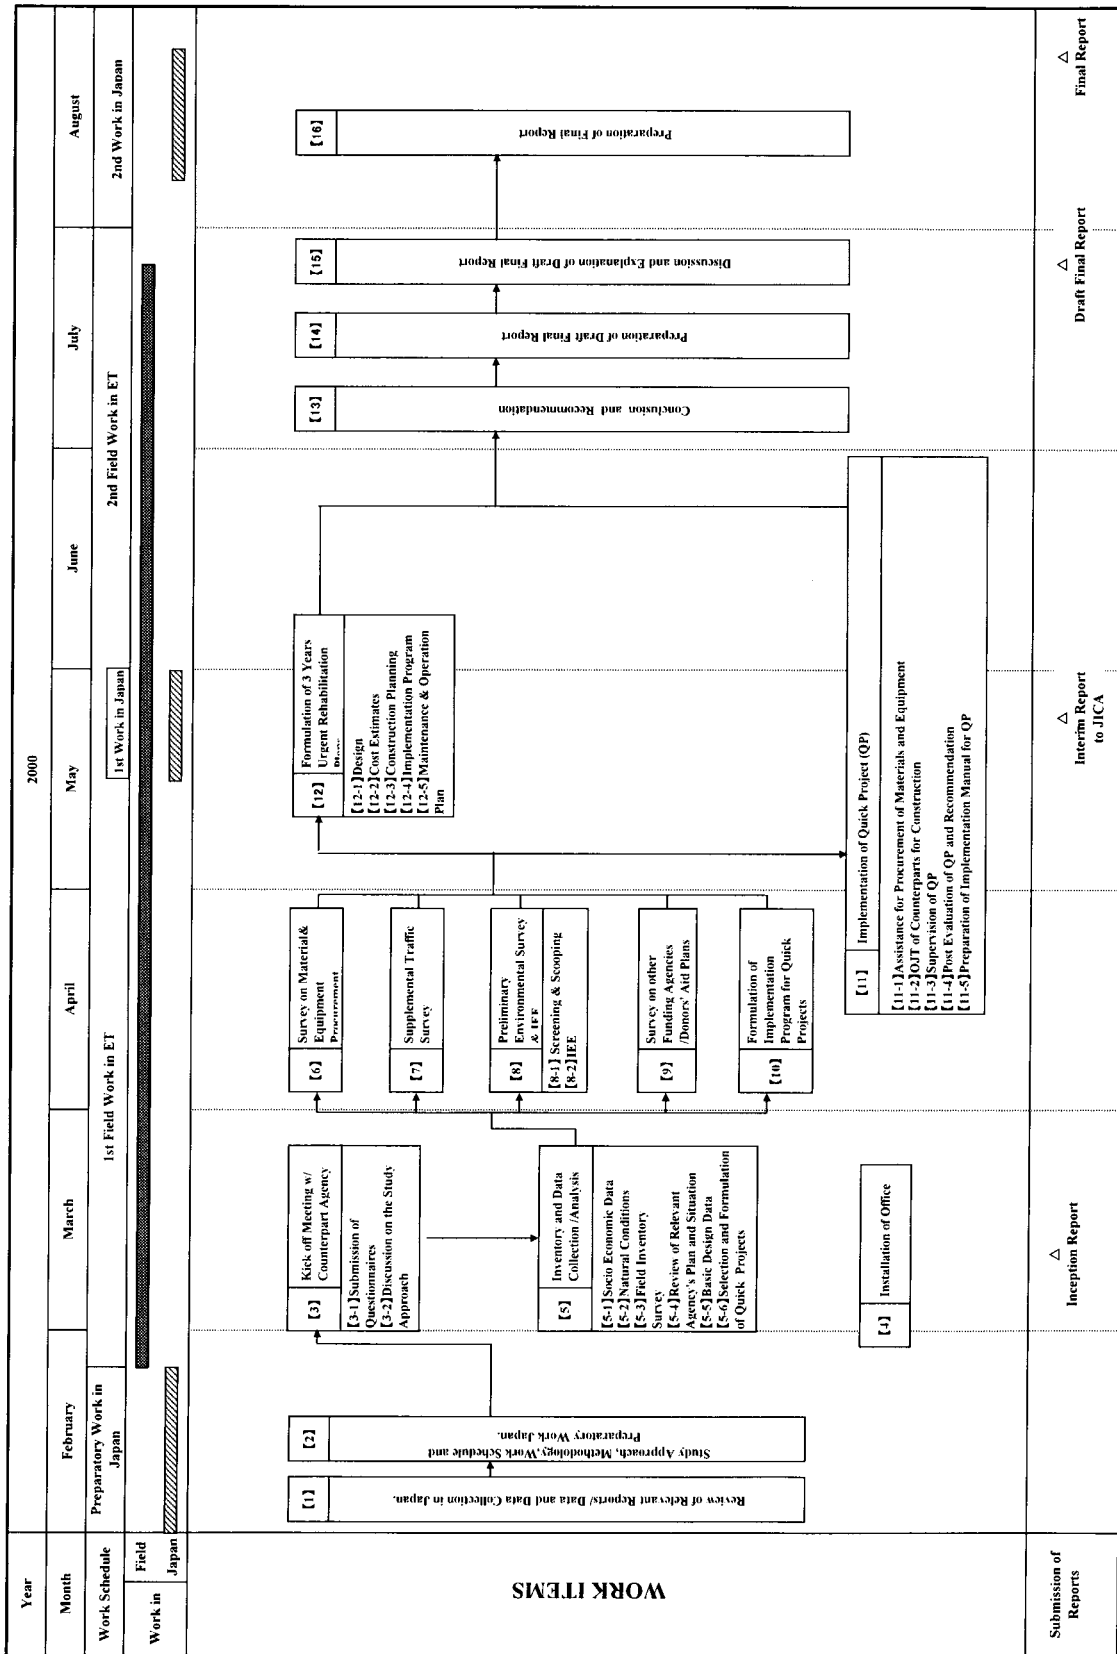 Year
2000
Month
February
March
April
May
June
July
August
Work Schedule
Preparatory Work in
Japan
1st Field Work in ET
1st Work in Japan
2nd Field Work in ET
2nd Work in Japan
Work in
Field
Japan
WORK ITEMS
[1]
Review of Relevant Reports/ Data and Data Collection in Japan.
[2]
Study Approach, Methodology,Work Schedule and
Preparatory Work Japan.
[3]
Kick off Meeting w/
Counterpart Agency
[3-1]Submission of
Questionnaires
[3-2]Discussion on the Study
Approach
[5]
Inventory and Data
Collection /Analysis
[5-1]Socio Economic Data
[5-2]Natural Conditions
[5-3]Field Inventory
Survey
[5-4]Review of Relevant
Agency's Plan and Situation
[5-5]Basic Design Data
[5-6]Selection and Formulation
of Quick Projects
[4]
Installation of Office
[6]
Survey on Material&
Equipment
Procurement
[7]
Supplemental Traffic
Survey
[8]
Preliminary
Environmental Survey
& IEE
[8-1] Screening & Scooping
[8-2]IEE
[9]
Survey on other
Funding Agencies
/Donors' Aid Plans
[10]
Formulation of
Implementation
Program for Quick
Projects
[12]
Formulation of 3 Years
Urgent Rehabilitation
Plans
[12-1]Design
[12-2]Cost Estimates
[12-3]Construction Planning
[12-4]Implementation Program
[12-5]Maintenance & Operation
Plan
[11]
Implementation of Quick Project (QP)
[11-1]Assistance for Procurement of Materials and Equipment
[11-2]OJT of Counterparts for Construction
[11-3]Supervision of QP
[11-4]Post Evaluation of QP and Recommendation
[11-5]Preparation of Implementation Manual for QP
[13]
Conclusion and Recommendation
[14]
Preparation of Draft Final Report
[15]
Discussion and Explanation of Draft Final Report
[16]
Preparation of Final Report
Submission of
Reports
Inception Report
Interim Report
to JICA
Draft Final Report
Final Report